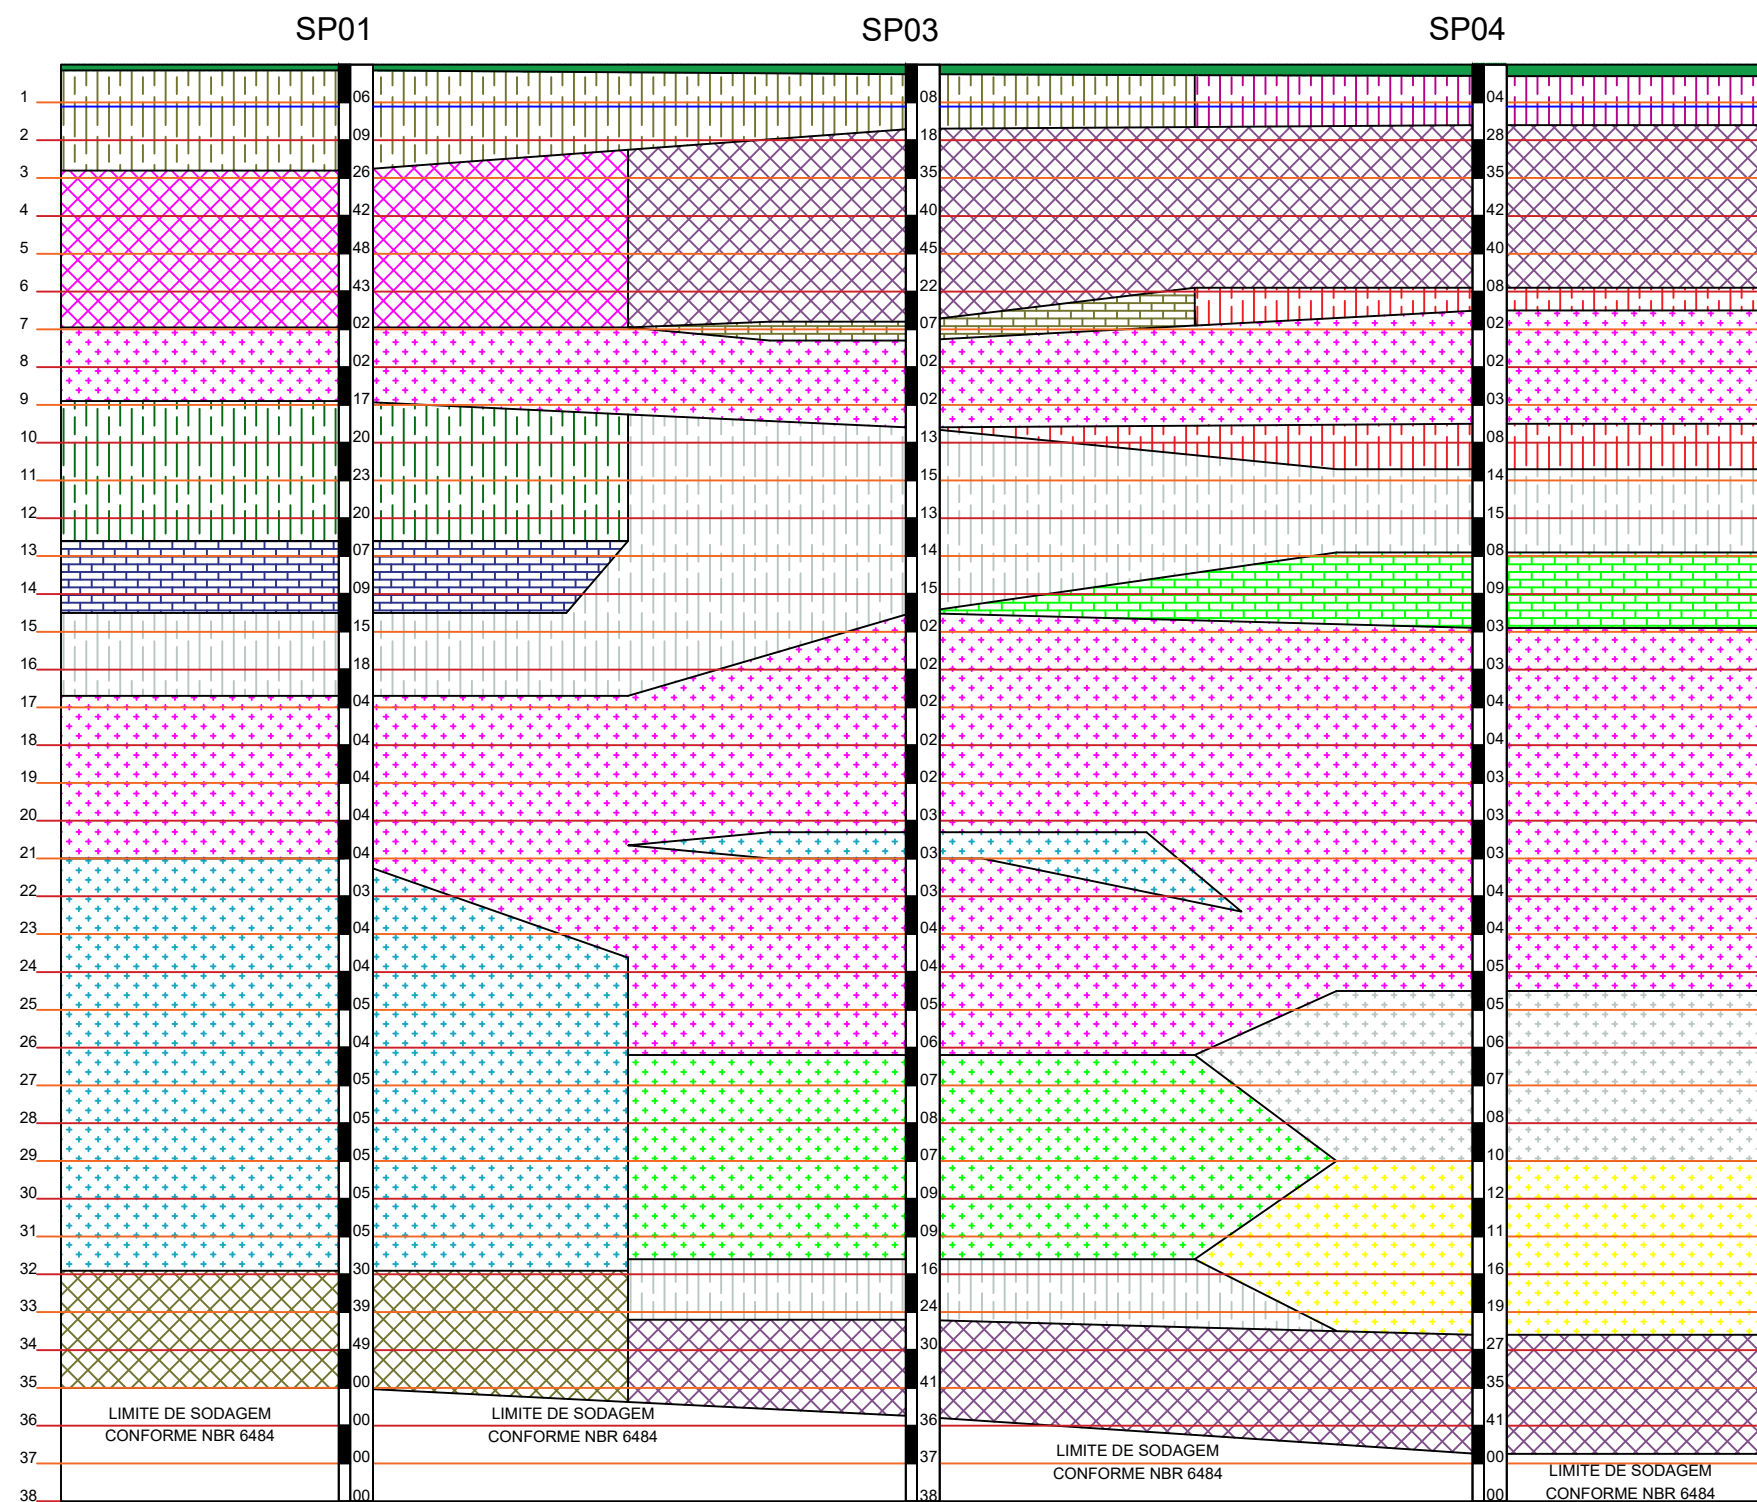 SP01 SP03 SP04
1 06 08 04
2 09 18 28
3 26 35 35
4 42 40 42
5 48 45 40
6 43 22 08
7 02 07 02
8 02 02 02
9 17 02 03
10 20 13 08
11 23 15 14
12 20 13 15
13 07 14 08
14 09 15 09
15 15 02 03
16 18 02 03
17 04 02 04
18 04 02 04
19 04 02 03
20 04 03 03
21 04 03 03
22 03 03 04
23 04 04 04
24 04 04 05
25 05 05 05
26 04 06 06
27 05 07 07
28 05 08 08
29 05 07 10
30 05 09 12
31 05 09 11
32 30 16 16
33 39 24 19
34 49 30 27
35 00 41 35
LIMITE DE SODAGEM LIMITE DE SODAGEM
36 00 36 41
CONFORME NBR 6484 CONFORME NBR 6484
LIMITE DE SODAGEM
37 00 37 00
CONFORME NBR 6484
LIMITE DE SODAGEM
38 00 38 00
CONFORME NBR 6484